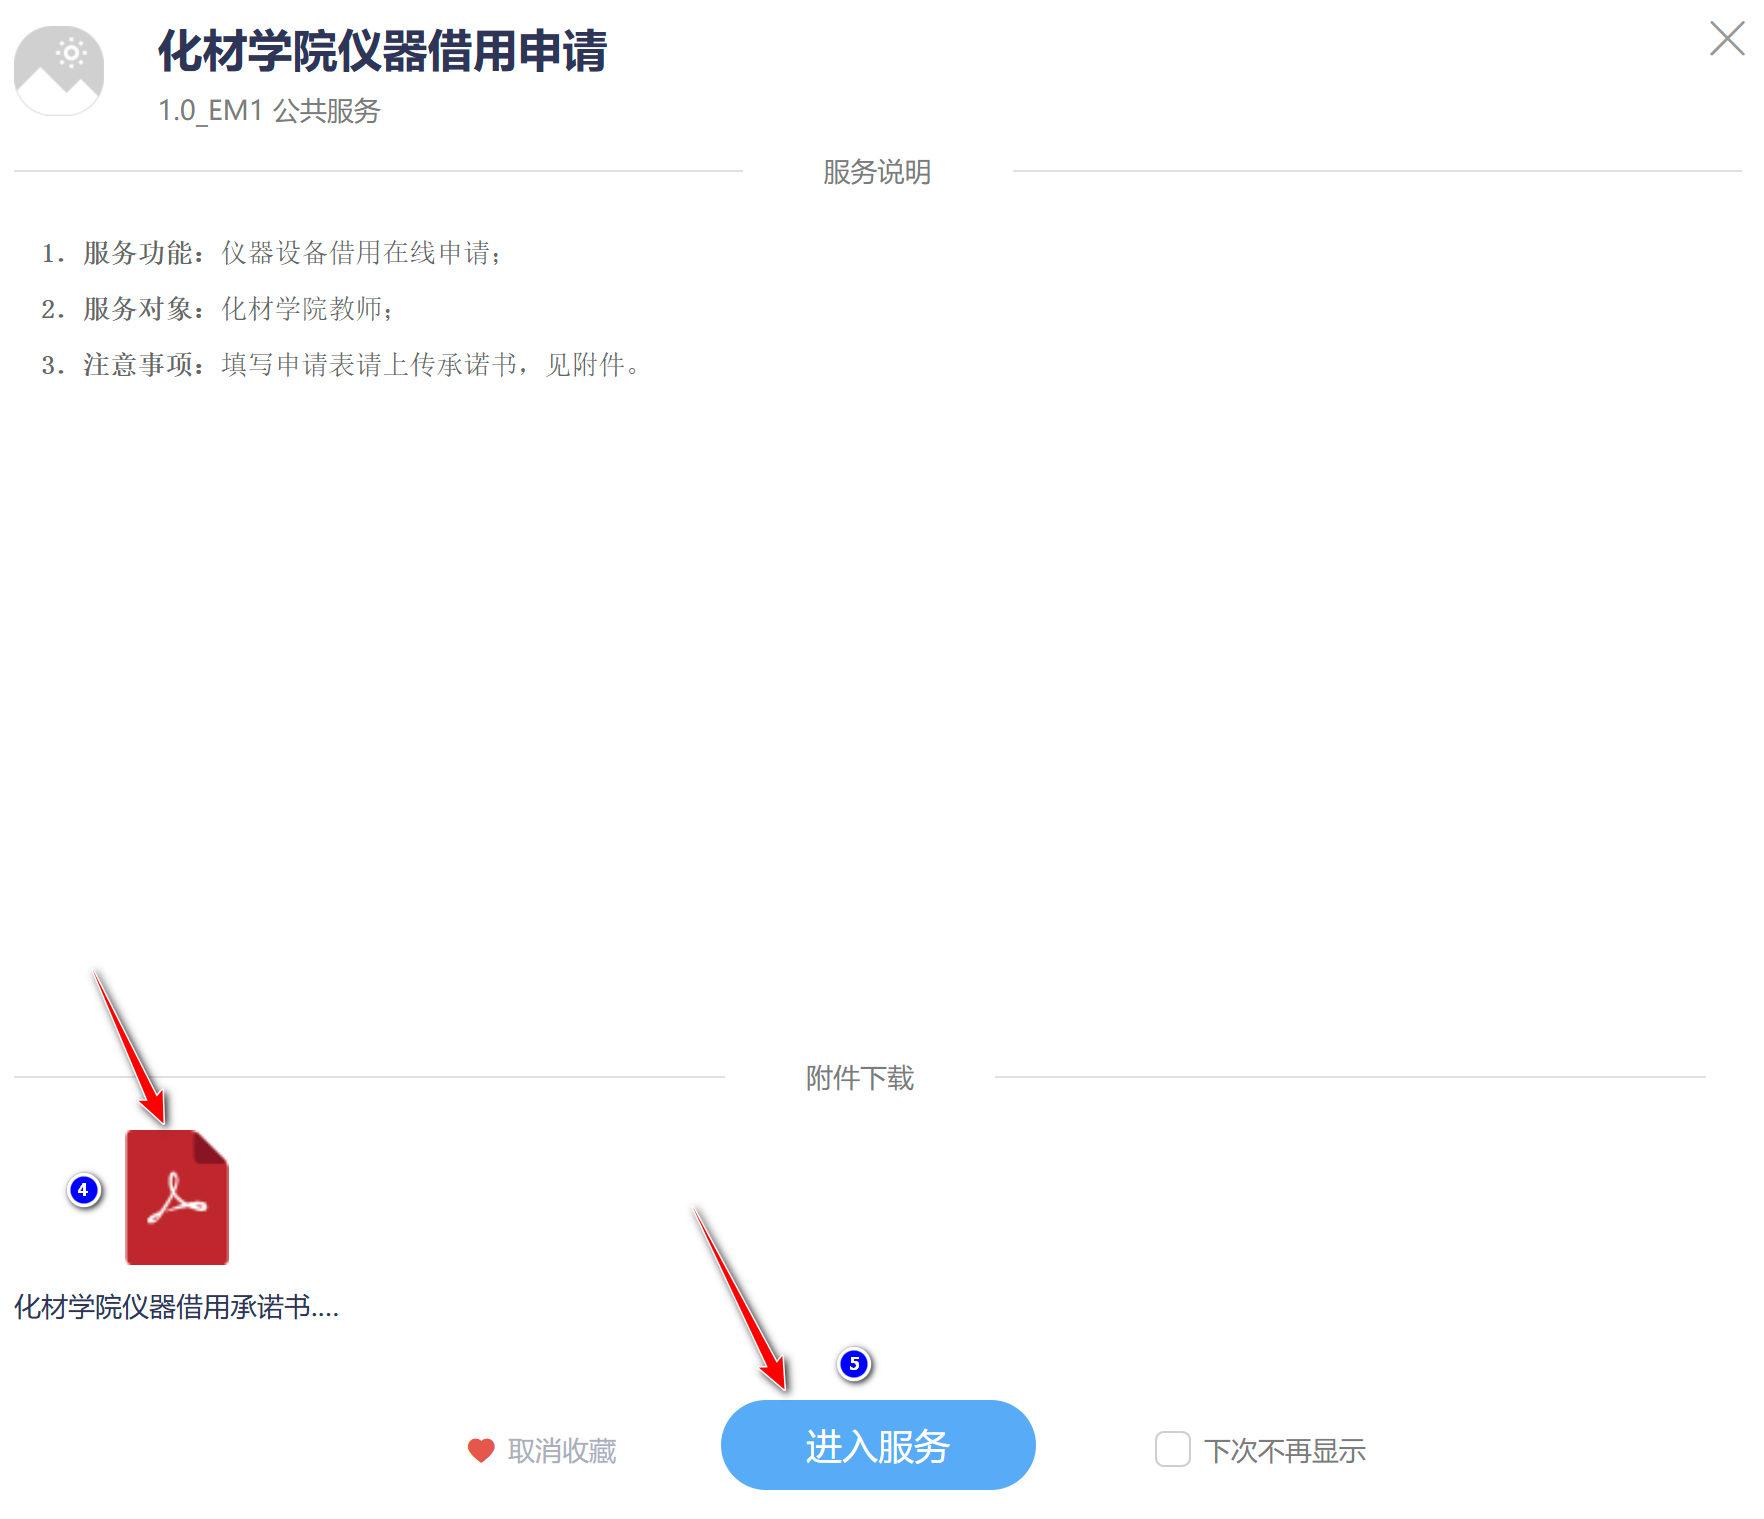 化材学院仪器借用申请
1.0_EM1 公共服务
服务说明
1. 服务功能：仪器设备借用在线申请；
2. 服务对象：化材学院教师；
3. 注意事项：填写申请表请上传承诺书，见附件。
附件下载
4
化材学院仪器借用承诺书....
5
取消收藏
进入服务
下次不再显示